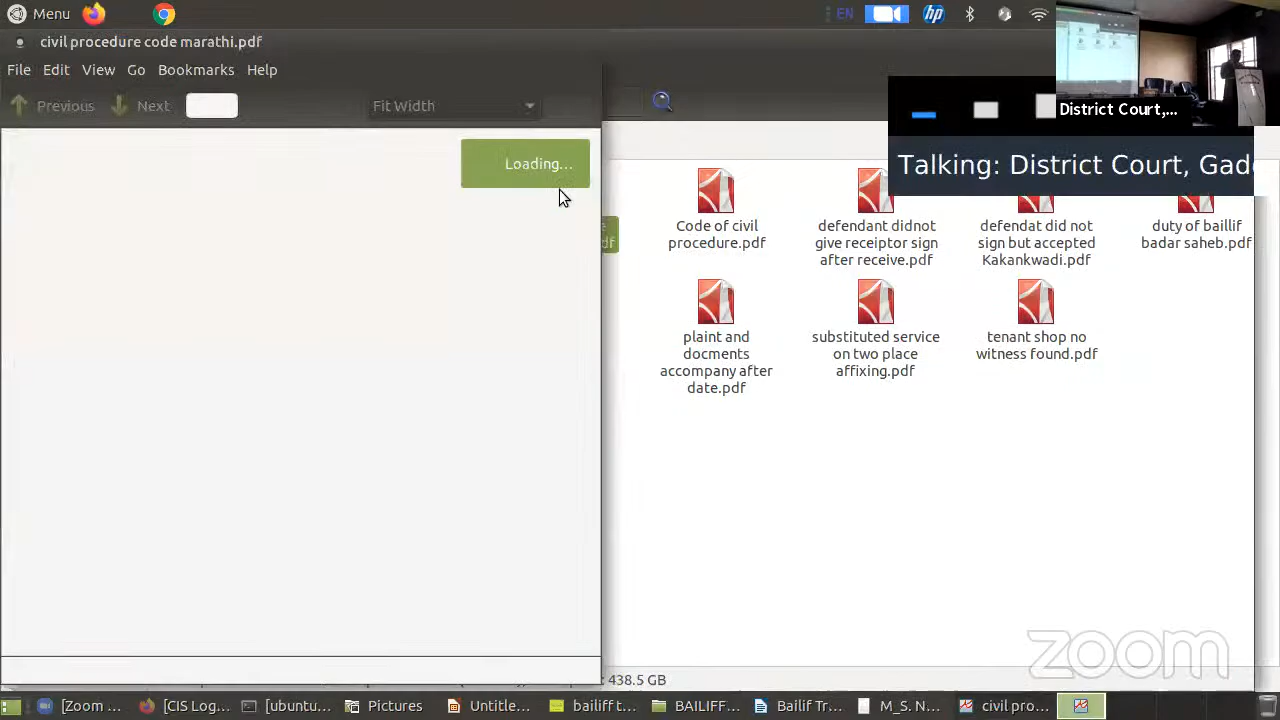 Menu
EN
hp
civil procedure code marathi.pdf
File Edit View Go Bookmarks Help
Previous Next
Fit Width
Loading...
District Court,...
Talking: District Court, Gad
Code of civil
procedure.pdf
defendant didnot
give receiptor sign
after receive.pdf
defendat did not
sign but accepted
Kakankwadi.pdf
duty of baillif
badar saheb.pdf
plaint and
docments
accompany after
date.pdf
substituted service
on two place
affixing.pdf
tenant shop no
witness found.pdf
zoom
: 438.5 GB
[Zoom ...
[CIS Log...
[ubuntu...
Pictures
Untitle...
bailiff t...
BAILIFF...
Bailif Tr...
M_S. N...
civil pro...